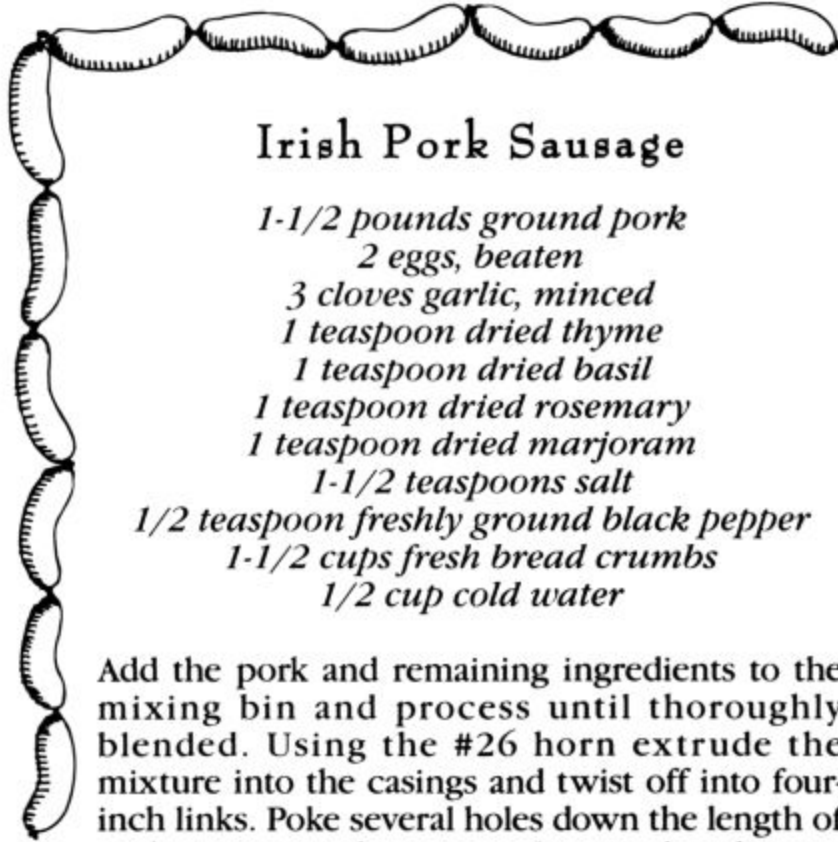 Irish Pork Sausage
1-1/2 pounds ground pork
2 eggs, beaten
3 cloves garlic, minced
1 teaspoon dried thyme
1 teaspoon dried basil
1 teaspoon dried rosemary
1 teaspoon dried marjoram
1-1/2 teaspoons salt
1/2 teaspoon freshly ground black pepper
1-1/2 cups fresh bread crumbs
1/2 cup cold water
Add the pork and remaining ingredients to the
mixing bin and process until thoroughly
blended. Using the #26 horn extrude the
mixture into the casings and twist off into four-
inch links. Poke several holes down the length of